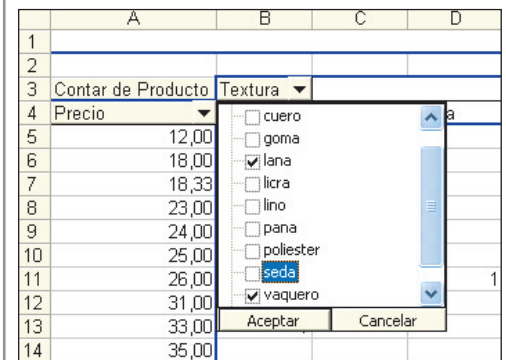 A B C D
1
2
3 Contar de Producto Textura
4 Precio a
5 12,00
6 18,00
7 18,33
8 23,00
9 24,00
10 25,00
11 26,00 1
12 31,00
13 33,00
14 35,00
cuero
goma
lana
licra
lino
pana
poliester
seda
vaquero
Aceptar Cancelar